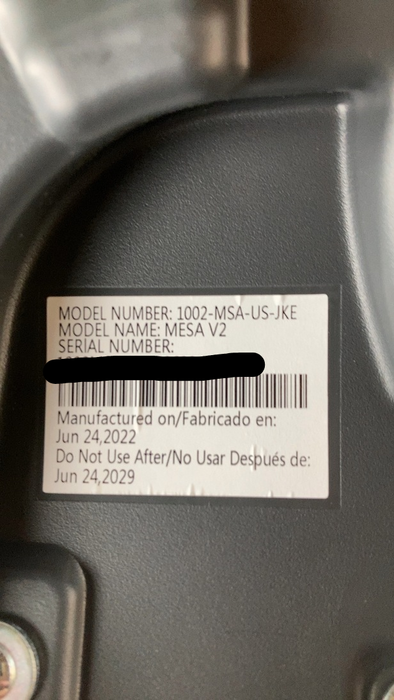 MODEL NUMBER: 1002-MSA-US-JKE
MODEL NAME: MESA V2
SERIAL NUMBER:
Manufactured on/Fabricado en:
Jun 24,2022
Do Not Use After/No Usar Después de:
Jun 24,2029